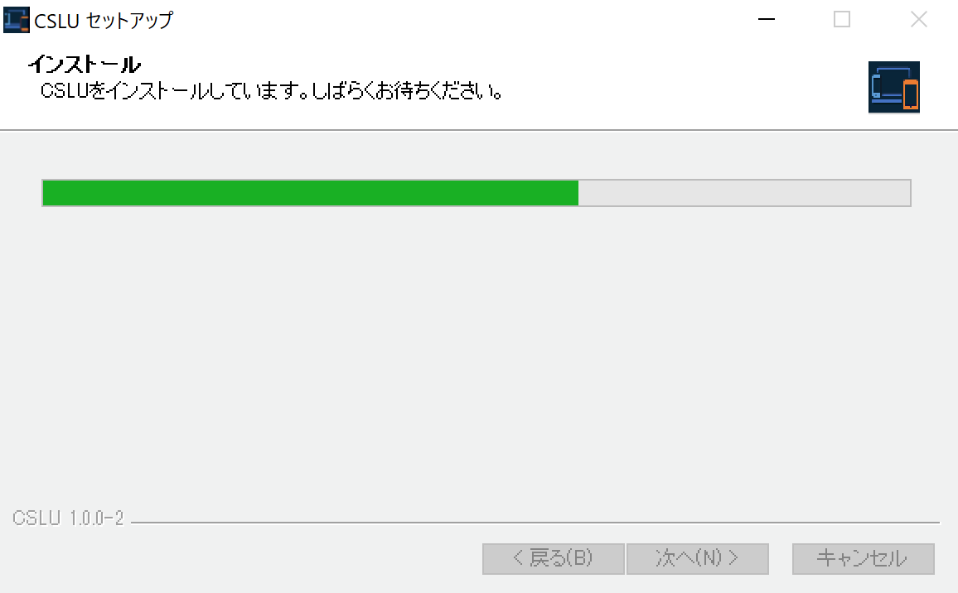 CSLU セットアップ
インストール
CSLUをインストールしています。しばらくお待ちください。
CSLU 1.0.0-2
< 戻る(B)
次へ(N) >
キャンセル